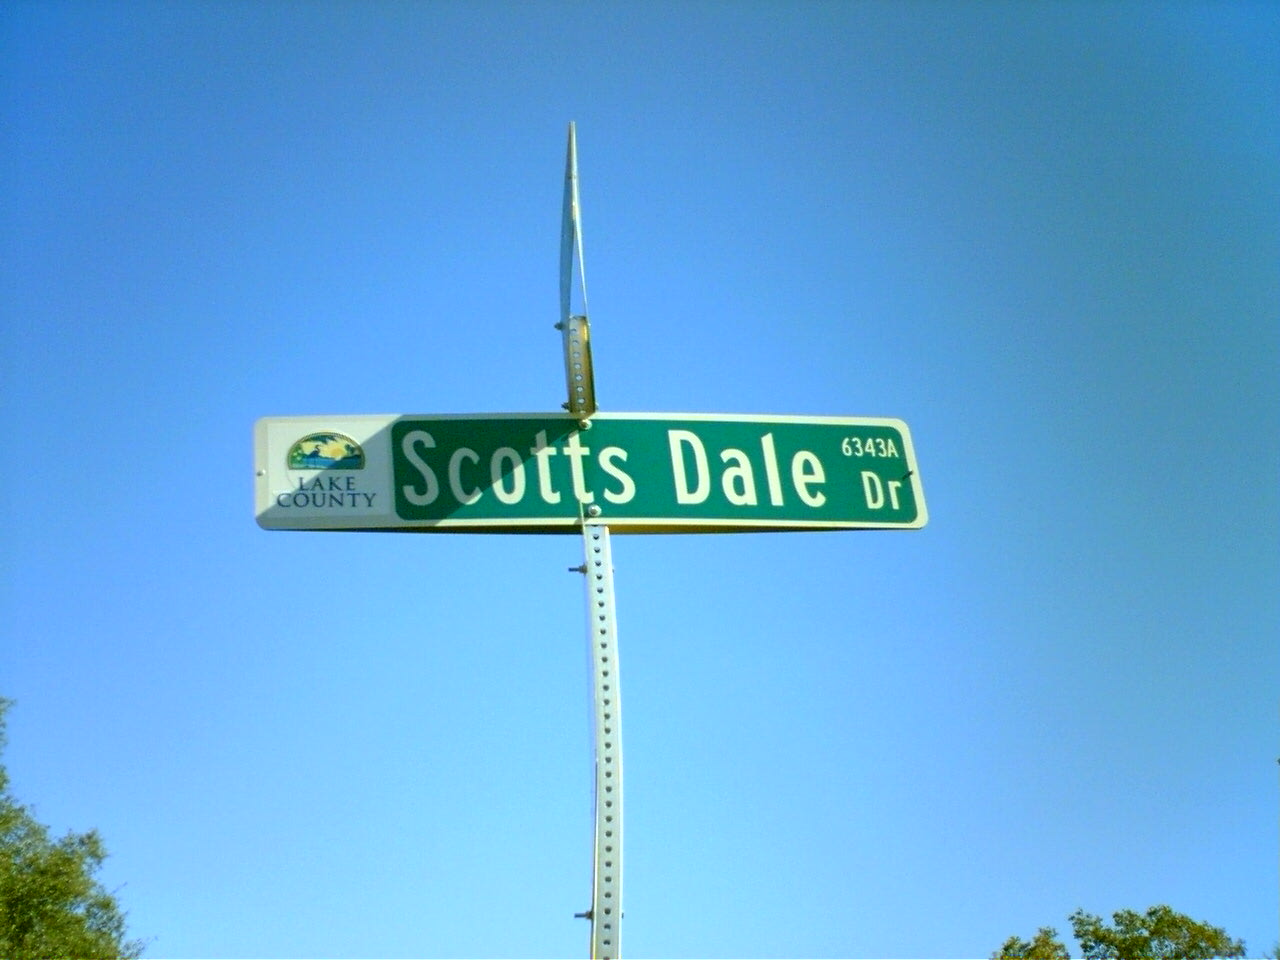 LAKE
COUNTY
Scotts Dale
6343A
Dr